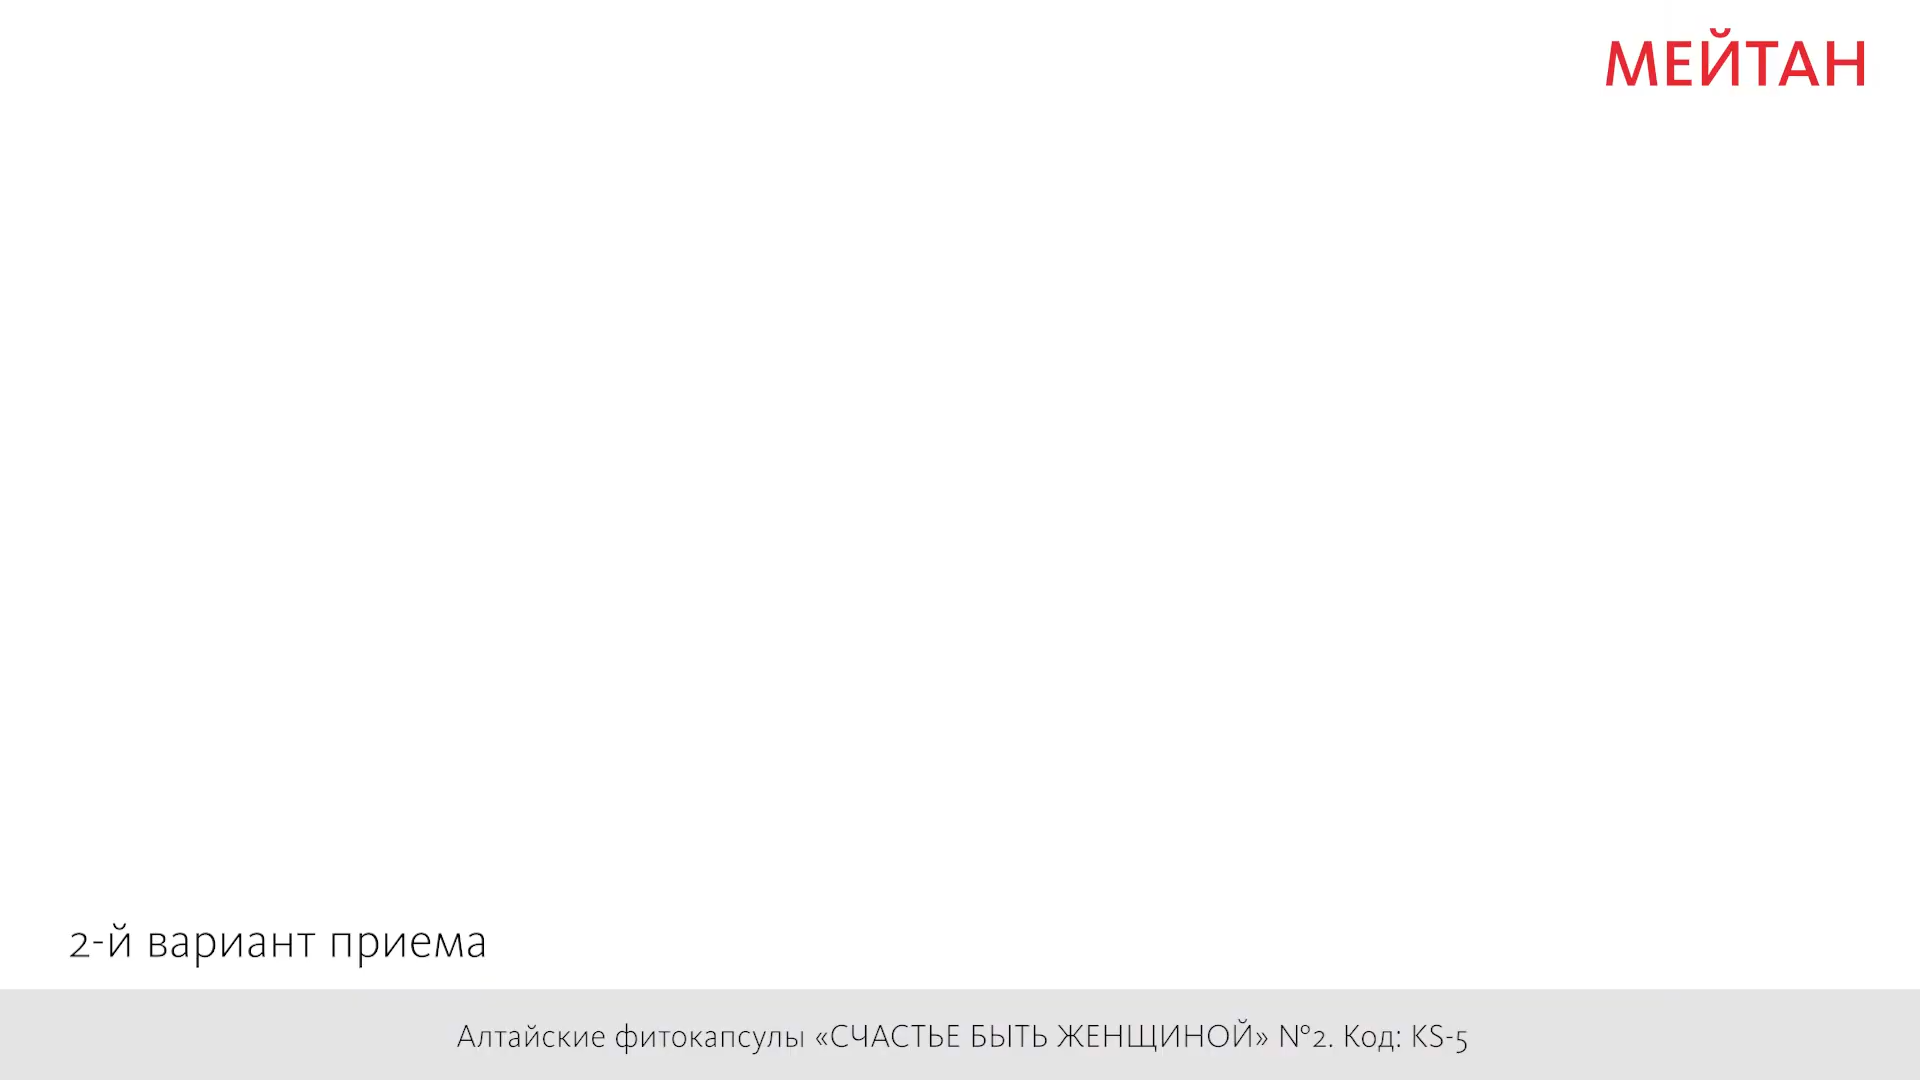 МЕЙТАН
2-й вариант приема
Алтайские фитокапсулы «СЧАСТЬЕ БЫТЬ ЖЕНЩИНОЙ» №2. Код: KS-5